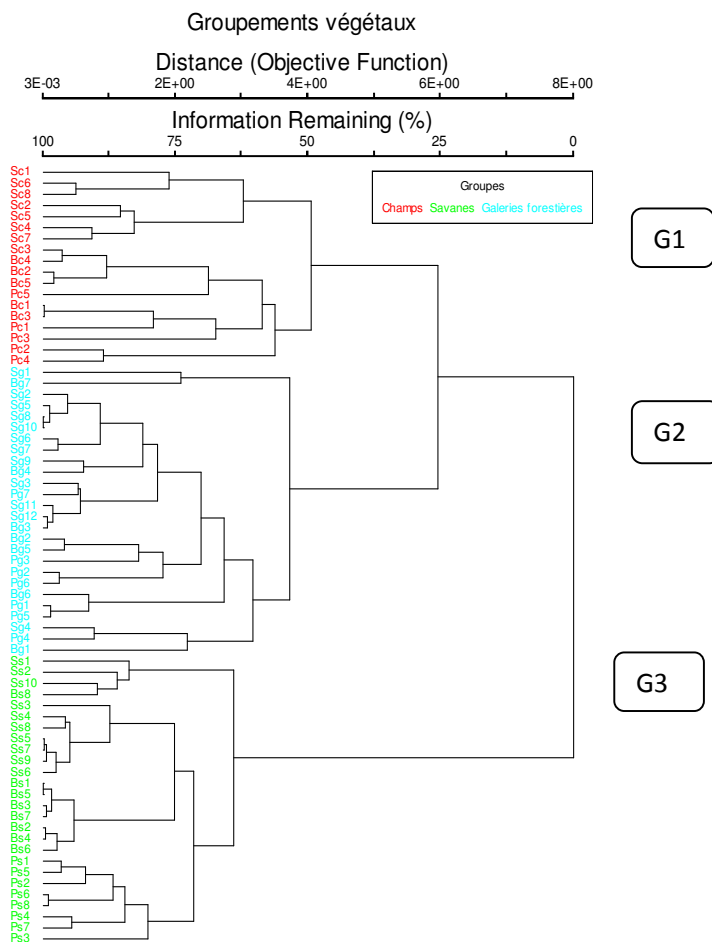 Groupements végétaux
Distance (Objective Function)
3E-03 2E+00 4E+00 6E+00 8E+00
Information Remaining (%)
100 75 50 25 0
Groupes
Champs Savanes Galeries forestières
Sc1
Sc6
Sc8
Sc2
Sc5
Sc4
Sc7
Sc3
Bc4
Bc2
Bc5
Pc5
Bc1
Bc3
Pc1
Pc3
Pc2
Pc4
Sg1
Bg7
Sg2
Sg5
Sg8
Sg10
Sg6
Sg7
Sg9
Bg4
Sg3
Pg7
Sg11
Sg12
Bg3
Bg2
Bg5
Pg3
Pg2
Pg6
Bg6
Pg1
Pg5
Sg4
Pg4
Bg1
Ss1
Ss2
Ss10
Bs8
Ss3
Ss4
Ss8
Ss5
Ss7
Ss9
Ss6
Bs1
Bs5
Bs3
Bs7
Bs2
Bs4
Bs6
Ps1
Ps5
Ps2
Ps6
Ps8
Ps4
Ps7
Ps3
G1
G2
G3